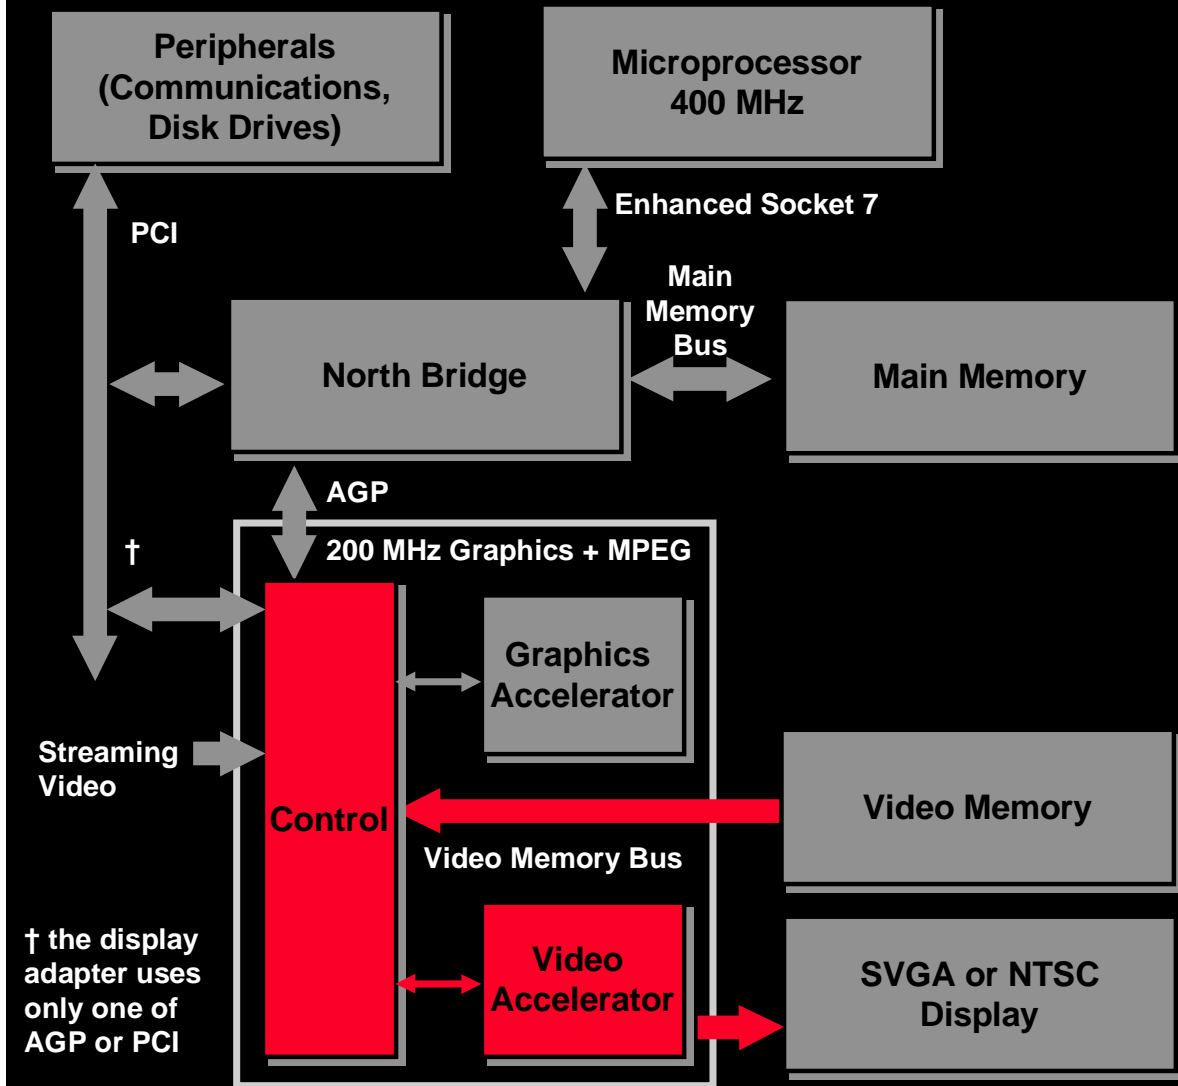 Peripherals
(Communications,
Disk Drives)
Microprocessor
400 MHz
Enhanced Socket 7
PCI
Main
Memory
Bus
North Bridge
Main Memory
AGP
†
200 MHz Graphics + MPEG
Graphics
Accelerator
Streaming
Video
Control
Video Memory
Video Memory Bus
† the display
adapter uses
only one of
AGP or PCI
Video
Accelerator
SVGA or NTSC
Display